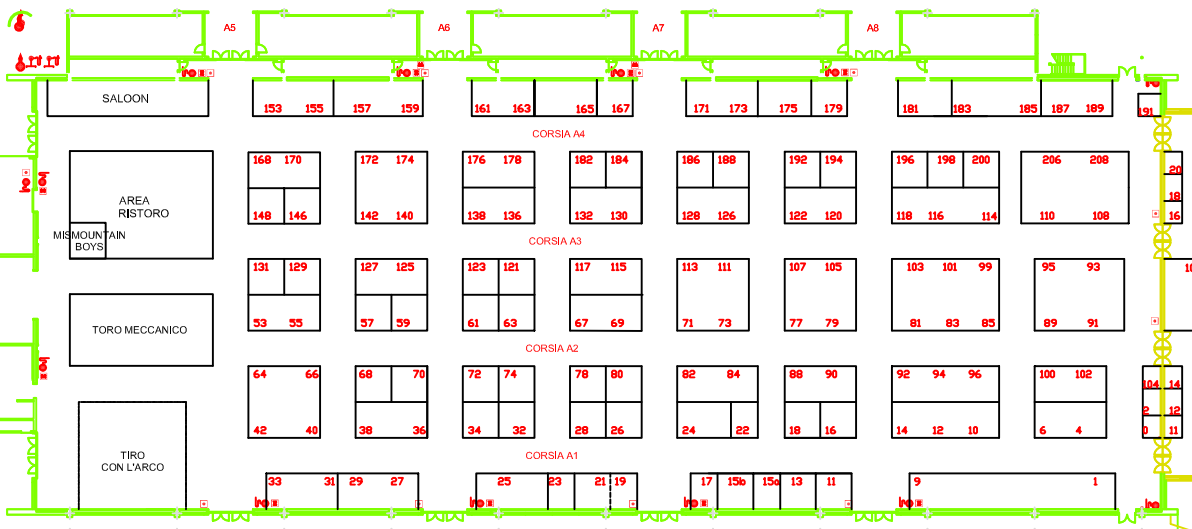 A5 A6 A7 A8
SALOON
153 155 157 159 161 163 165 167 171 173 175 179 181 183 185 187 189 191
CORSIA A4
168 170 172 174 176 178 182 184 186 188 192 194 196 198 200 206 208 20
18
AREA
RISTORO
148 146 142 140 138 136 132 130 128 126 122 120 118 116 114 110 108 16
MISMOUNTAIN
BOYS
CORSIA A3
131 129 127 125 123 121 117 115 113 111 107 105 103 101 99 95 93
TORO MECCANICO
53 55 57 59 61 63 67 69 71 73 77 79 81 83 85 89 91
CORSIA A2
64 66 68 70 72 74 78 80 82 84 88 90 92 94 96 100 102 104 14
12
42 40 38 36 34 32 28 26 24 22 18 16 14 12 10 6 4 11
TIRO
CON L'ARCO
CORSIA A1
33 31 29 27 25 23 21 19 17 15b 15a 13 11 9 1